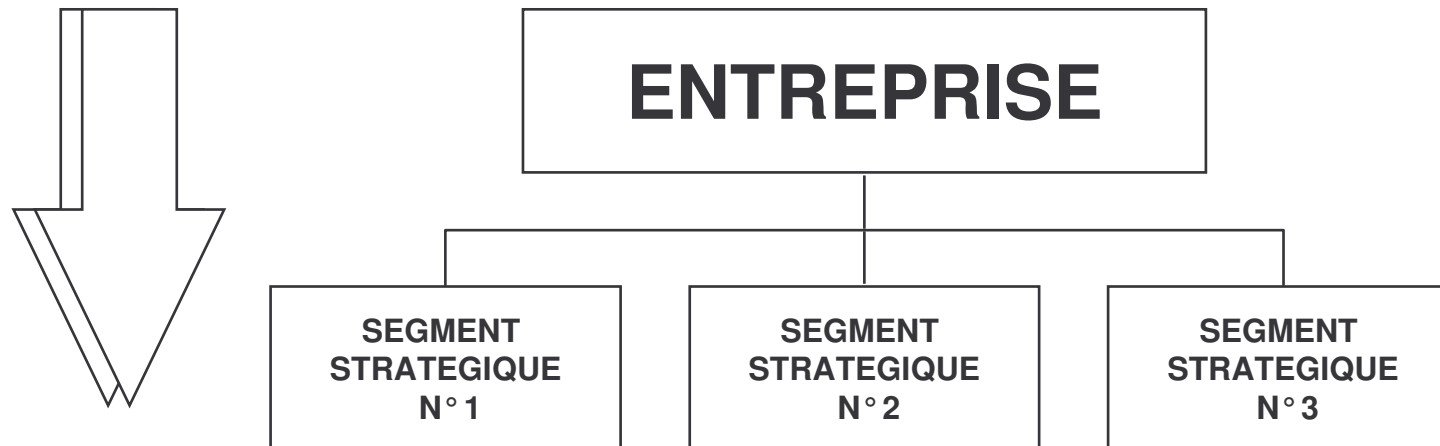 ENTREPRISE
SEGMENT
STRATEGIQUE
N° 1
SEGMENT
STRATEGIQUE
N° 2
SEGMENT
STRATEGIQUE
N° 3